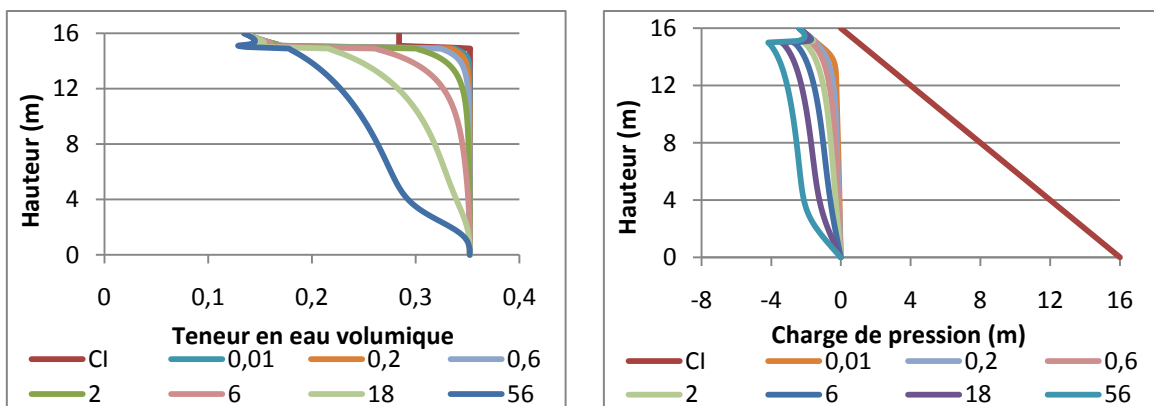 16
12
8
4
0
Hauteur (m)
0 0,1 0,2 0,3 0,4
Teneur en eau volumique
CI 0,01 0,2 0,6
2 6 18 56
16
12
8
4
0
Hauteur (m)
-8 -4 0 4 8 12 16
Charge de pression (m)
CI 0,01 0,2 0,6
2 6 18 56